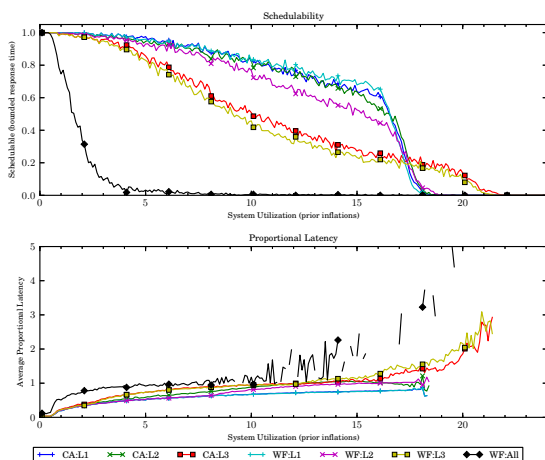 Schedulability
Schedulable (bounded response time)
1.0
0.8
0.6
0.4
0.2
0.0
0 5 10 15 20
System Utilization (prior inflations)
Proportional Latency
Average Proportional Latency
5
4
3
2
1
0
0 5 10 15 20
System Utilization (prior inflations)
CA:L1 CA:L2 CA:L3 WF:L1 WF:L2 WF:L3 WF:All